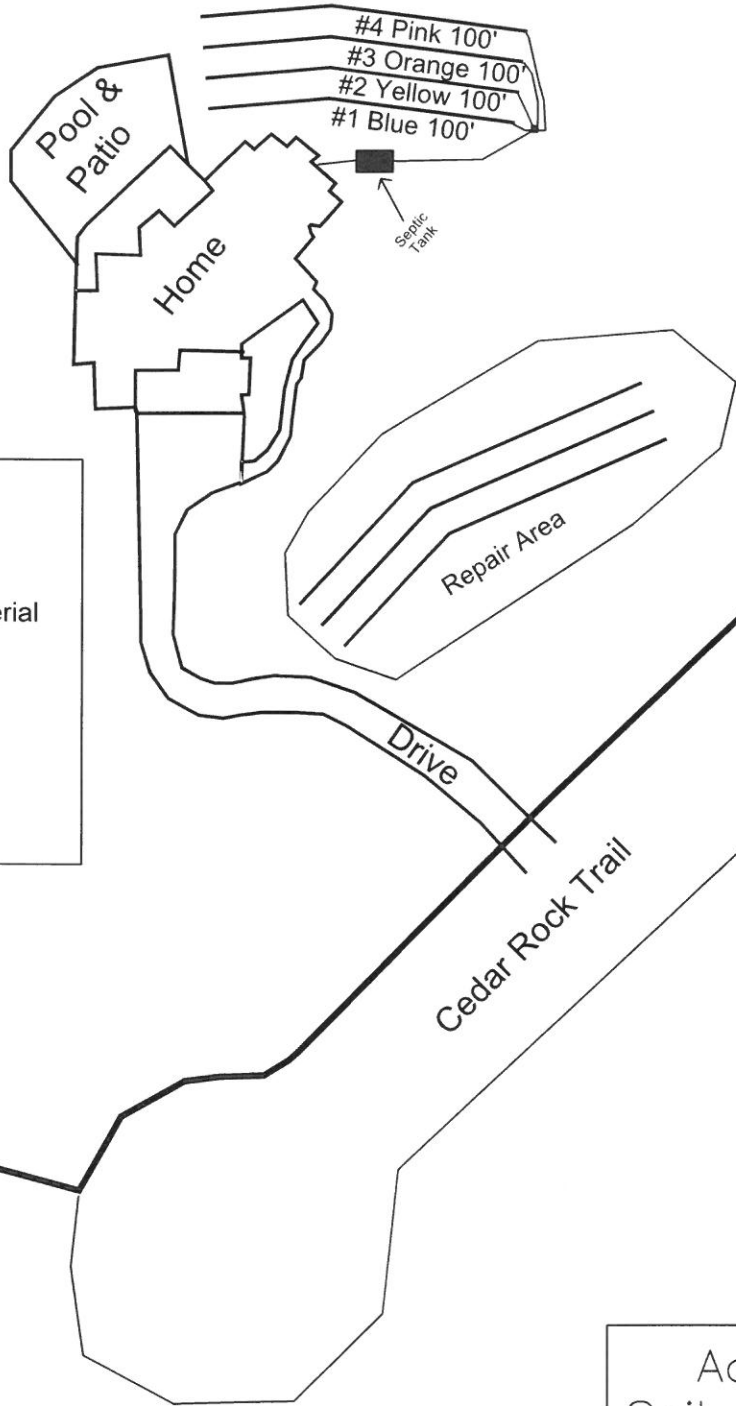 #4 Pink 100'
#3 Orange 100'
#2 Yellow 100'
#1 Blue 100'
Pool &
Patio
Septic
Tank
Home
Repair Area
erial
Drive
Cedar Rock Trail
Ac